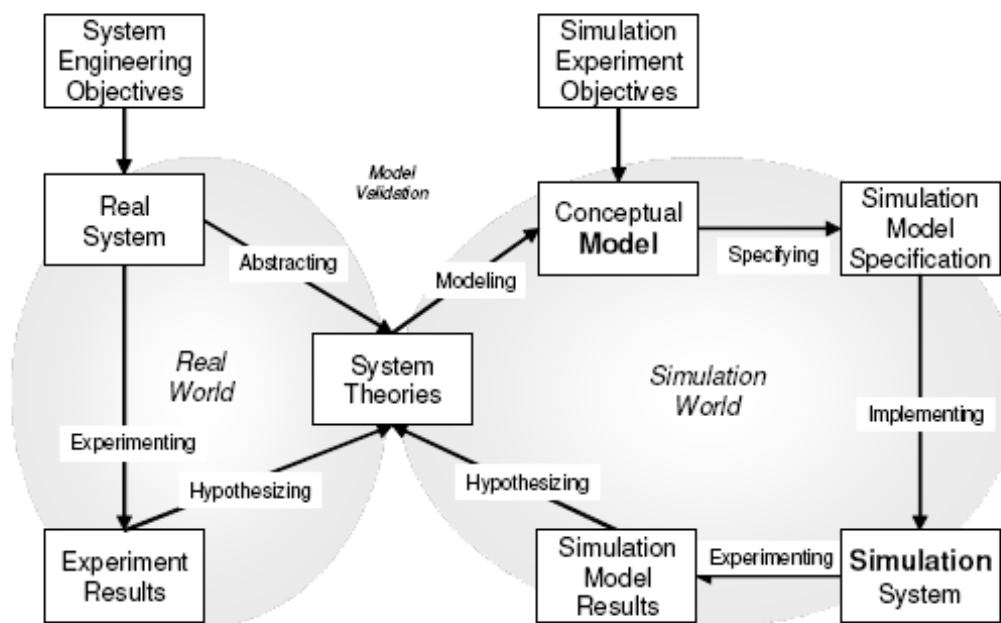 System
Engineering
Objectives
Simulation
Experiment
Objectives
Model
Validation
Real
System
Conceptual
Model
Simulation
Model
Specification
Abstracting
Modeling
Specifying
Real
World
System
Theories
Simulation
World
Experimenting
Implementing
Hypothesizing
Hypothesizing
Experiment
Results
Simulation
Model
Results
Experimenting
Simulation
System